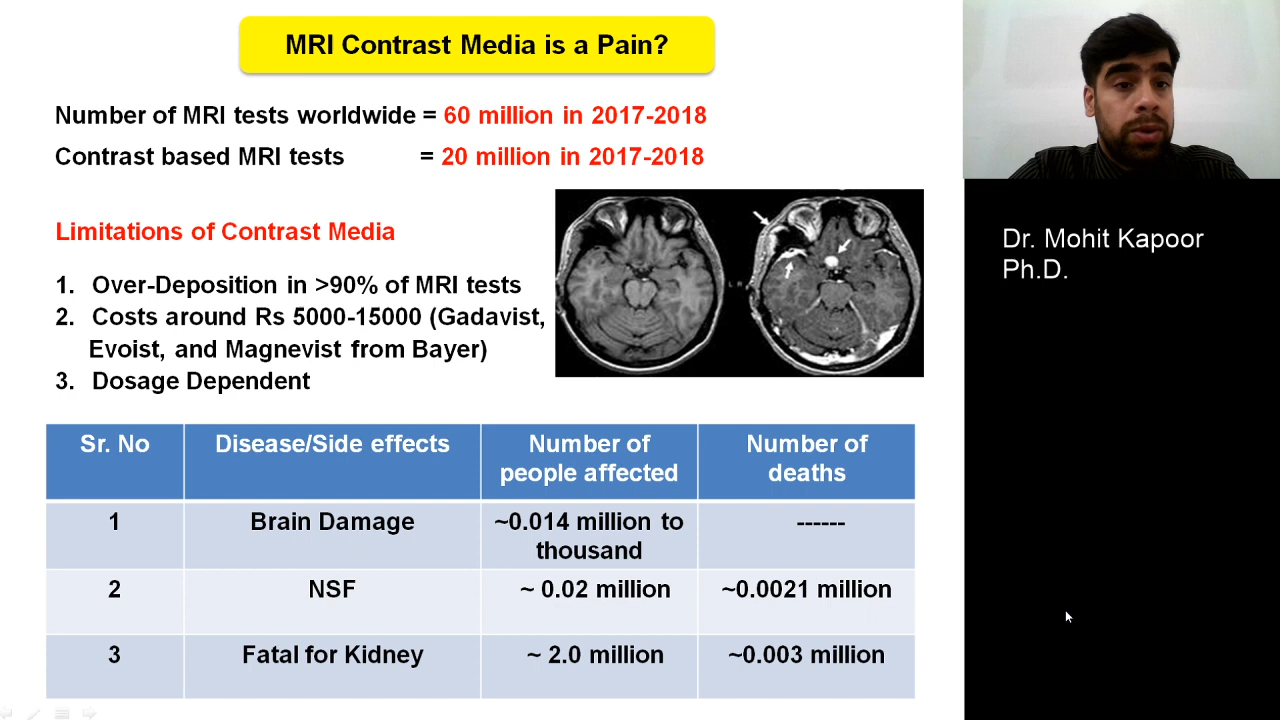 MRI Contrast Media is a Pain?
Number of MRI tests worldwide = 60 million in 2017-2018
Contrast based MRI tests = 20 million in 2017-2018
Limitations of Contrast Media
1. Over-Deposition in >90% of MRI tests
2. Costs around Rs 5000-15000 (Gadavist,
Evoist, and Magnevist from Bayer)
3. Dosage Dependent
Dr. Mohit Kapoor
Ph.D.
Sr. No Disease/Side effects Number of people affected Number of deaths
1 Brain Damage ~0.014 million to thousand ------
2 NSF ~ 0.02 million ~0.0021 million
3 Fatal for Kidney ~ 2.0 million ~0.003 million